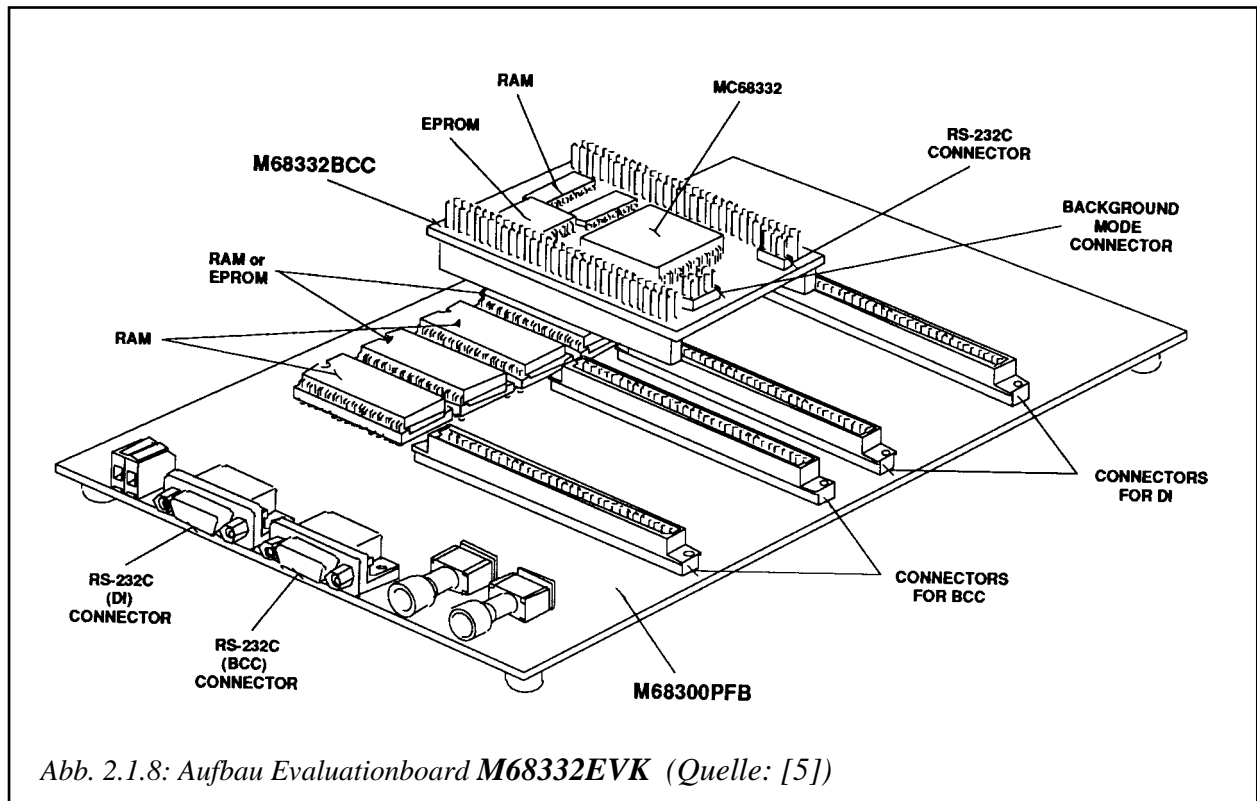 RAM
MC68332
EPROM
RS-232C
CONNECTOR
M68332BCC
BACKGROUND
MODE
CONNECTOR
RAM or
EPROM
RAM
CONNECTORS
FOR DI
CONNECTORS
FOR BCC
RS-232C
(DI)
CONNECTOR
RS-232C
(BCC)
CONNECTOR
M68300PFB
Abb. 2.1.8: Aufbau Evaluationboard M68332EVK (Quelle: [5])